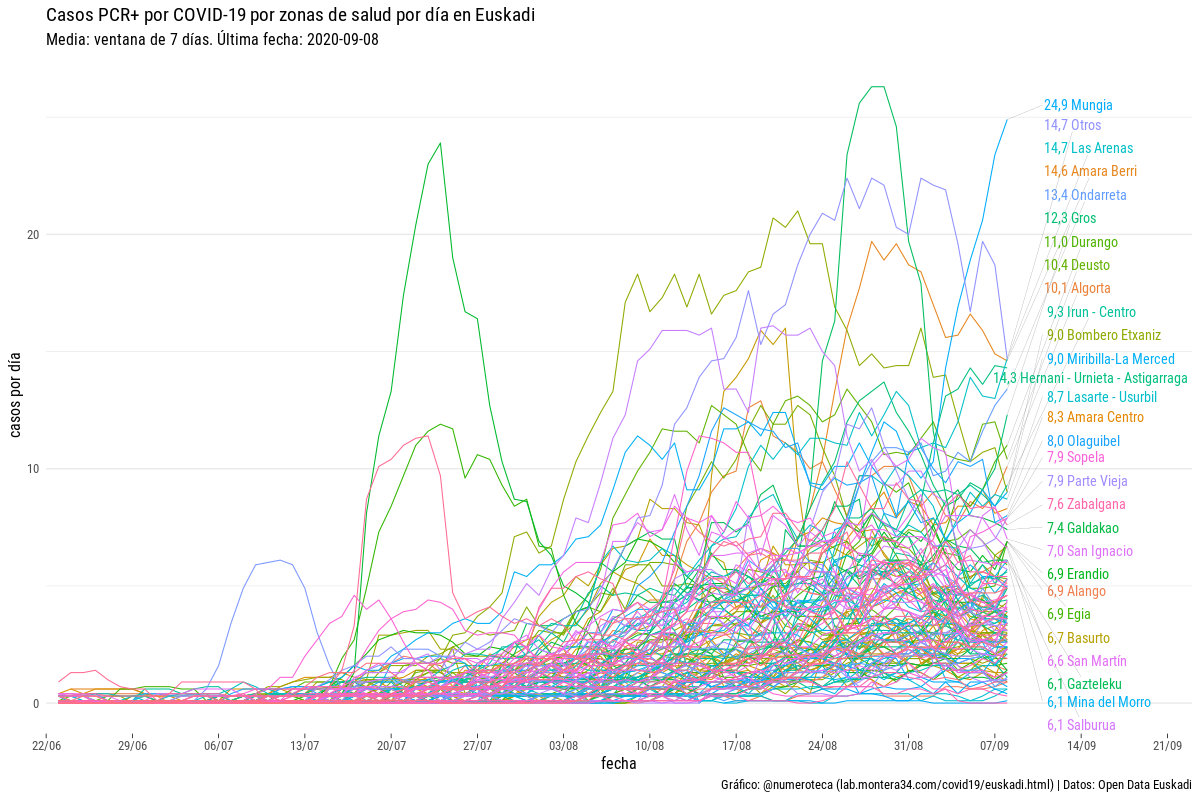 Casos PCR+ por COVID-19 por zonas de salud por día en Euskadi
Media: ventana de 7 días. Última fecha: 2020-09-08
casos por día
20
10
0
24,9 Mungia
14,7 Otros
14,7 Las Arenas
14,6 Amara Berri
13,4 Ondarreta
12,3 Gros
11,0 Durango
10,4 Deusto
10,1 Algorta
9,3 Irun - Centro
9,0 Bombero Etxaniz
9,0 Miribilla-La Merced
14,3 Hernani - Urnieta - Astigarraga
8,7 Lasarte - Usurbil
8,3 Amara Centro
8,0 Olaguibel
7,9 Sopela
7,9 Parte Vieja
7,6 Zabalgana
7,4 Galdakao
7,0 San Ignacio
6,9 Erandio
6,9 Alango
6,9 Egia
6,7 Basurto
6,6 San Martín
6,1 Gazteleku
6,1 Mina del Morro
6,1 Salburua
22/06 29/06 06/07 13/07 20/07 27/07 03/08 10/08 17/08 24/08 31/08 07/09 14/09 21/09
fecha
Gráfico: @numeroteca (lab.montera34.com/covid19/euskadi.html) | Datos: Open Data Euskadi